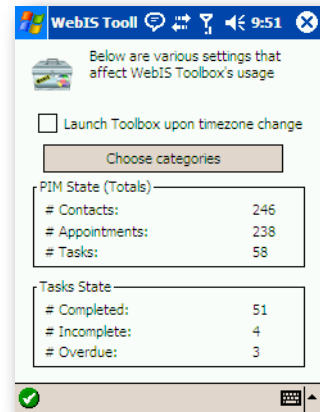 WebIS Tooll 9:51
Below are various settings that
affect WebIS Toolbox's usage
Launch Toolbox upon timezone change
Choose categories
PIM State (Totals)
# Contacts: 246
# Appointments: 238
# Tasks: 58
Tasks State
# Completed: 51
# Incomplete: 4
# Overdue: 3